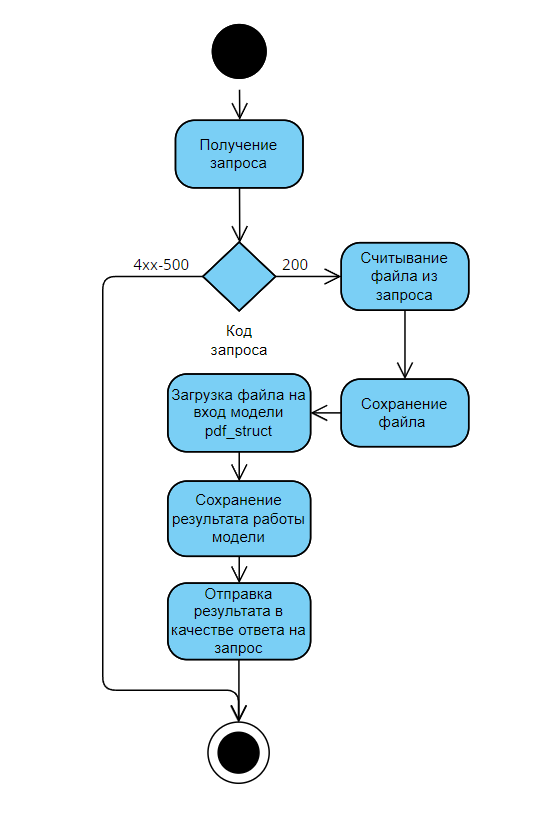 Получение
запроса
4xx-500
200
Считывание
файла из
запроса
Код
запроса
Сохранение
файла
Загрузка файла на
вход модели
pdf_struct
Сохранение
результата работы
модели
Отправка
результата в
качестве ответа на
запрос